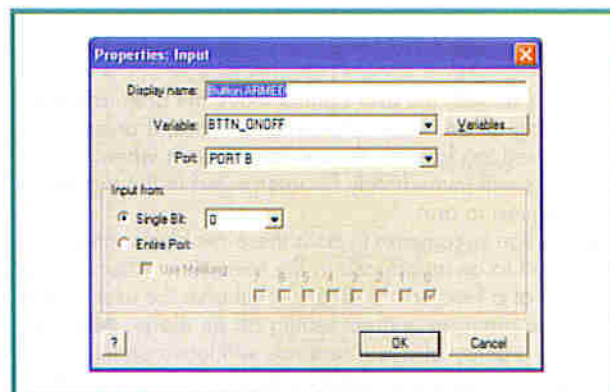 Properties: Input
Display name: Button ARMED
Variable: BTTN_ONOFF Variables...
Port: PORT B
Input from:
Single Bit: 0
Entire Port:
Use Masking:
7 6 5 4 3 2 1 0
? OK Cancel